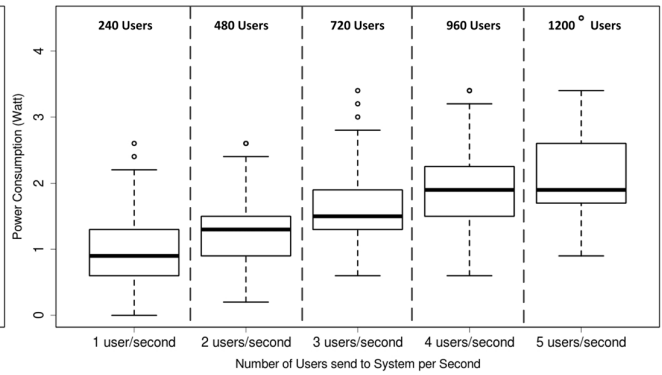 240 Users 480 Users 720 Users 960 Users 1200 Users
4
3
2
1
0
Power Consumption (Watt)
1 user/second 2 users/second 3 users/second 4 users/second 5 users/second
Number of Users send to System per Second